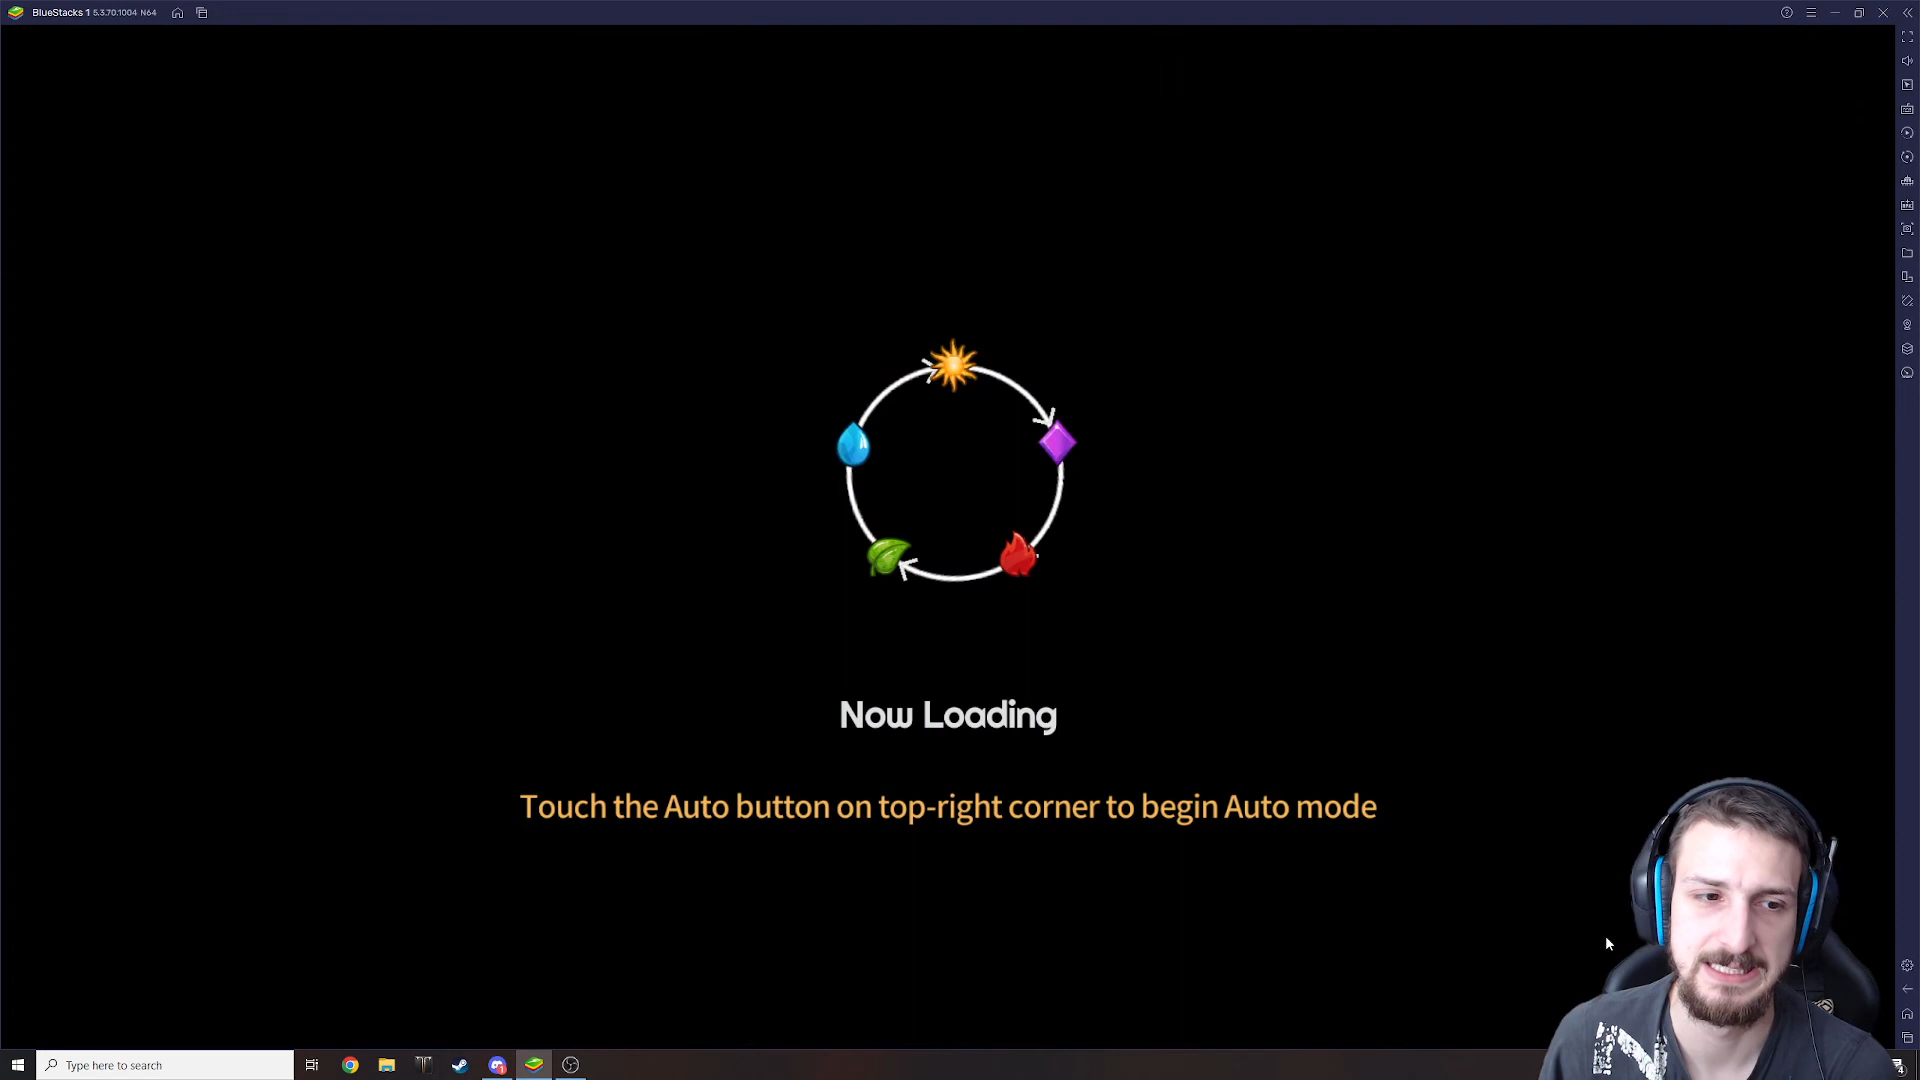 BlueStacks 1 5.3.70.1004 N64
Now Loading
Touch the Auto button on top-right corner to begin Auto mode
Type here to search
4